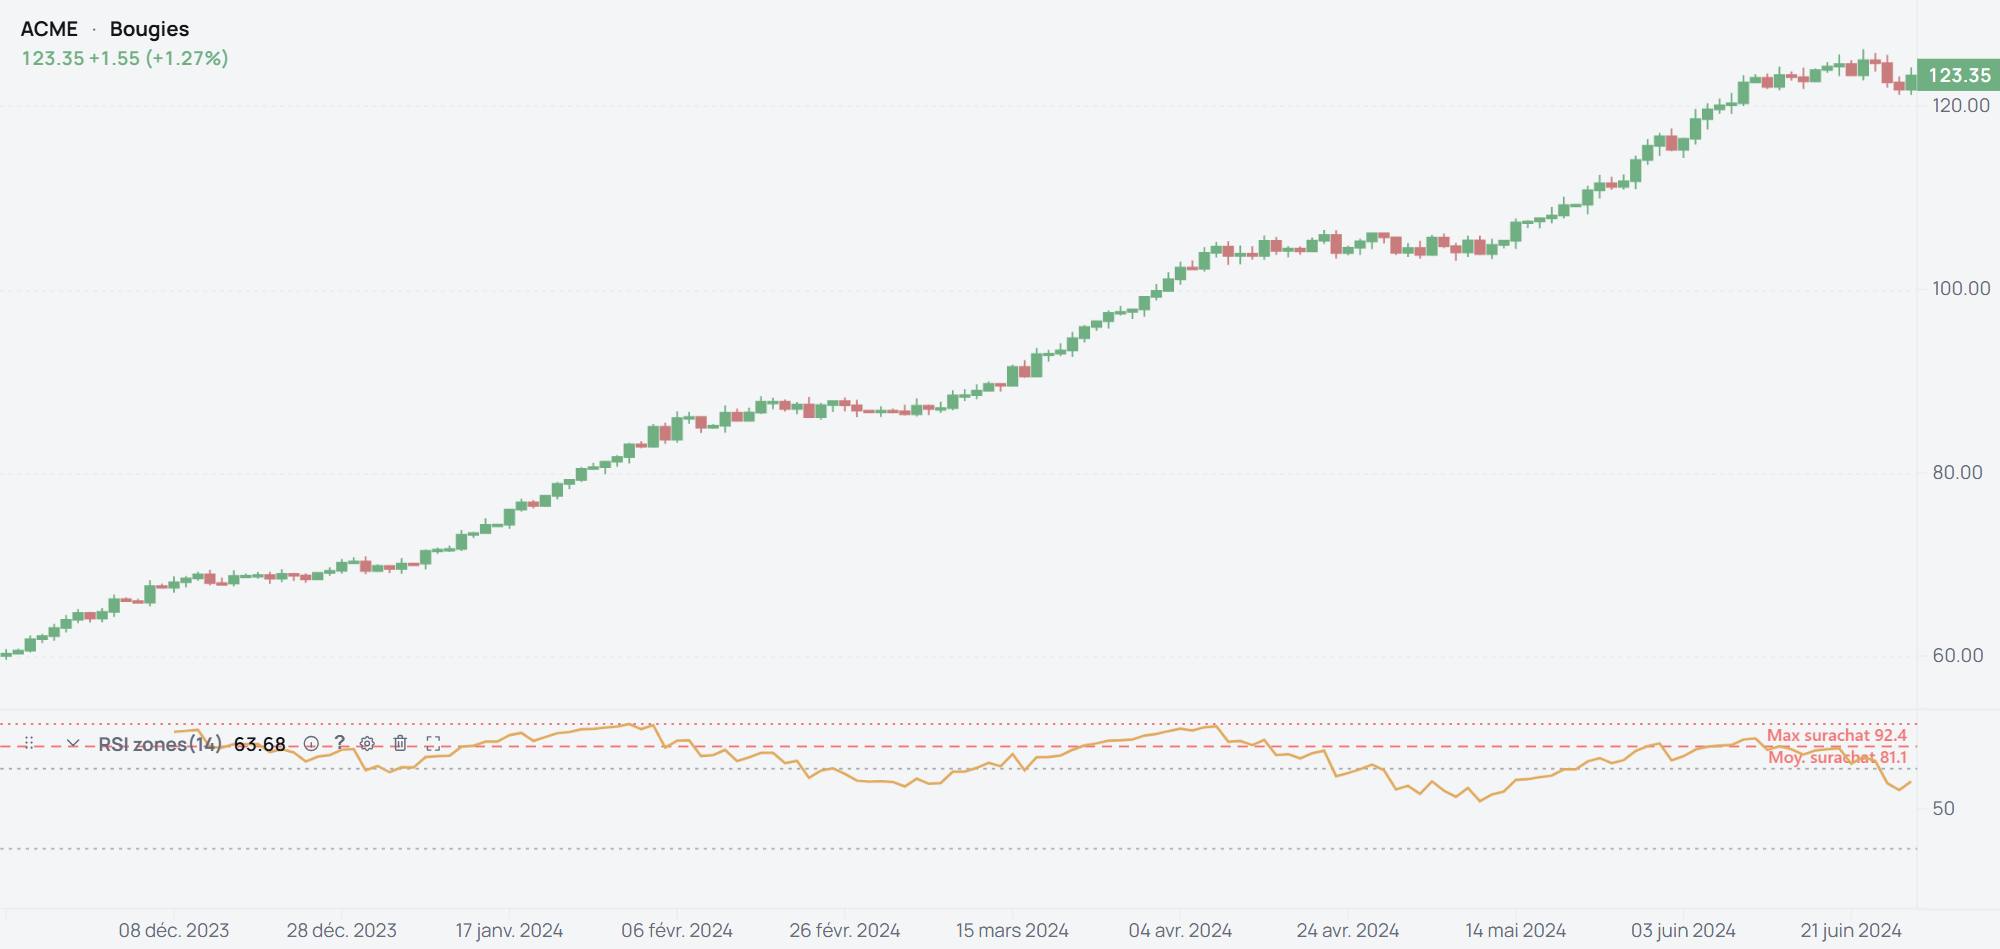 ACME · Bougies
123.35 +1.55 (+1.27%)
123.35
120.00
100.00
80.00
60.00
Max surachat 92.4
RSI zones(14) 63.68
Moy. surachat 81.1
50
08 déc. 2023 28 déc. 2023 17 janv. 2024 06 févr. 2024 26 févr. 2024 15 mars 2024 04 avr. 2024 24 avr. 2024 14 mai 2024 03 juin 2024 21 juin 2024